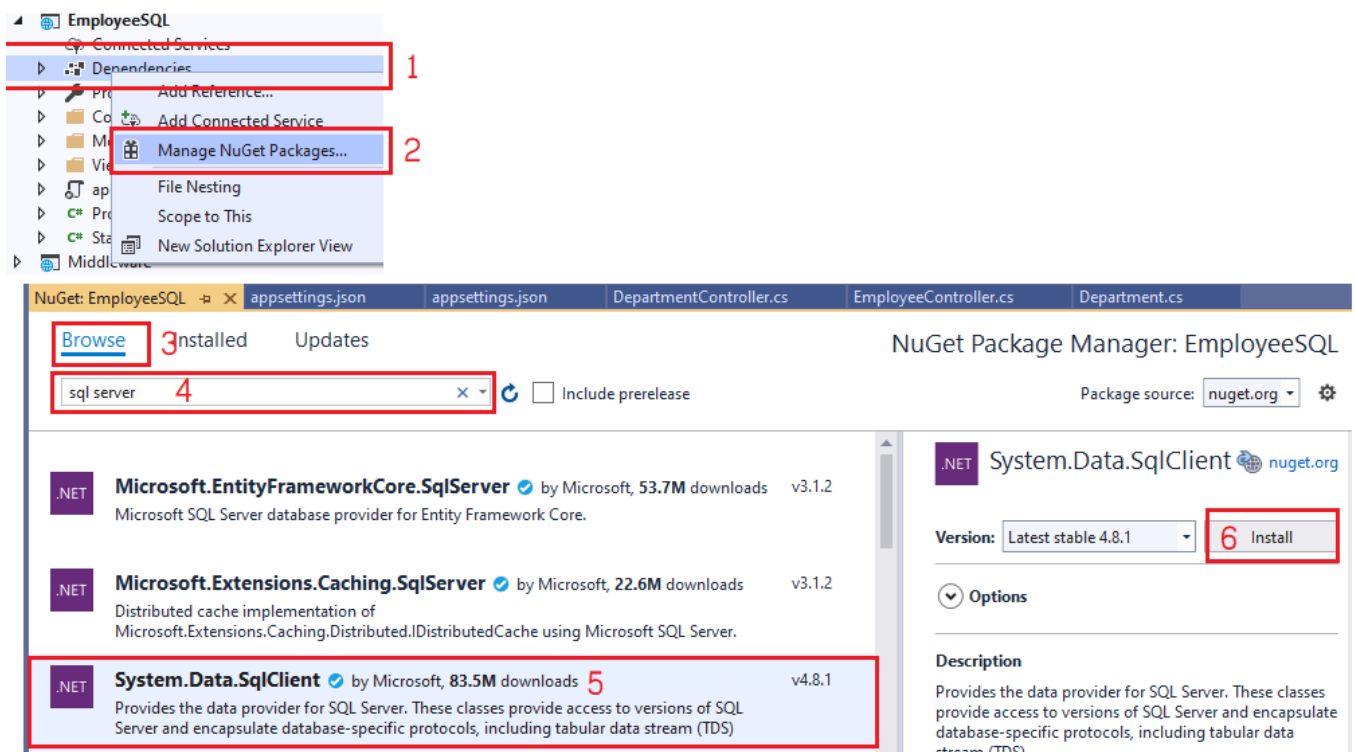 EmployeeSQL
Connected Services
Dependencies
1
Add Reference...
Add Connected Service
Manage NuGet Packages...
2
File Nesting
Scope to This
New Solution Explorer View
Middleware
NuGet: EmployeeSQL appsettings.json appsettings.json DepartmentController.cs EmployeeController.cs Department.cs
Browse 3 Installed Updates
NuGet Package Manager: EmployeeSQL
sql server 4 Include prerelease
Package source: nuget.org
.NET Microsoft.EntityFrameworkCore.SqlServer by Microsoft, 53.7M downloads v3.1.2
Microsoft SQL Server database provider for Entity Framework Core.
.NET Microsoft.Extensions.Caching.SqlServer by Microsoft, 22.6M downloads v3.1.2
Distributed cache implementation of
Microsoft.Extensions.Caching.Distributed.IDistributedCache using Microsoft SQL Server.
.NET System.Data.SqlClient by Microsoft, 83.5M downloads 5 v4.8.1
Provides the data provider for SQL Server. These classes provide access to versions of SQL
Server and encapsulate database-specific protocols, including tabular data stream (TDS)
.NET System.Data.SqlClient nuget.org
Version: Latest stable 4.8.1 6 Install
Options
Description
Provides the data provider for SQL Server. These classes
provide access to versions of SQL Server and encapsulate
database-specific protocols, including tabular data
stream (TDS)